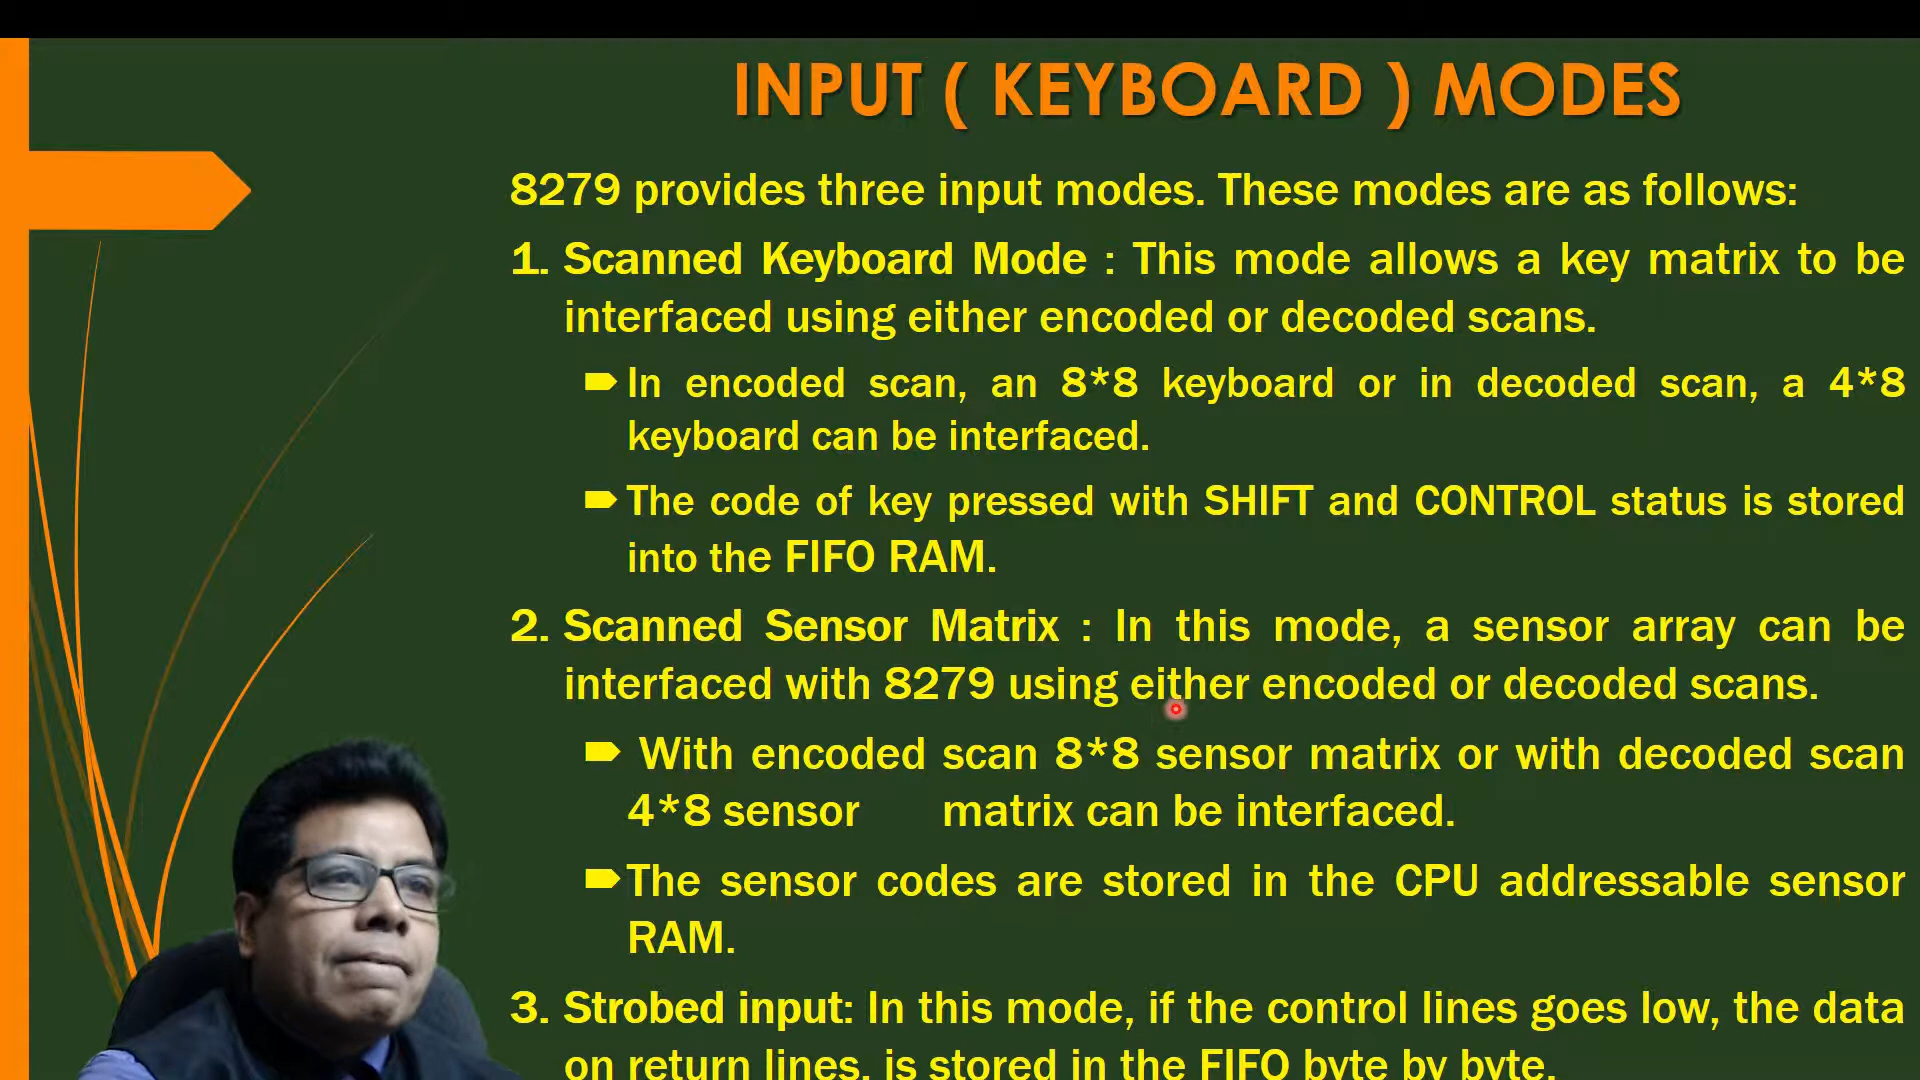 INPUT ( KEYBOARD ) MODES
8279 provides three input modes. These modes are as follows:
1. Scanned Keyboard Mode : This mode allows a key matrix to be
interfaced using either encoded or decoded scans.
In encoded scan, an 8*8 keyboard or in decoded scan, a 4*8
keyboard can be interfaced.
The code of key pressed with SHIFT and CONTROL status is stored
into the FIFO RAM.
2. Scanned Sensor Matrix : In this mode, a sensor array can be
interfaced with 8279 using either encoded or decoded scans.
With encoded scan 8*8 sensor matrix or with decoded scan
4*8 sensor matrix can be interfaced.
The sensor codes are stored in the CPU addressable sensor
RAM.
3. Strobed input: In this mode, if the control lines goes low, the data
on return lines, is stored in the FIFO byte by byte.